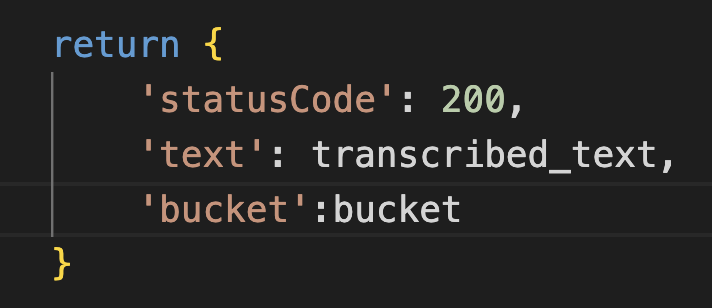 return {
'statusCode': 200,
'text': transcribed_text,
'bucket':bucket
}